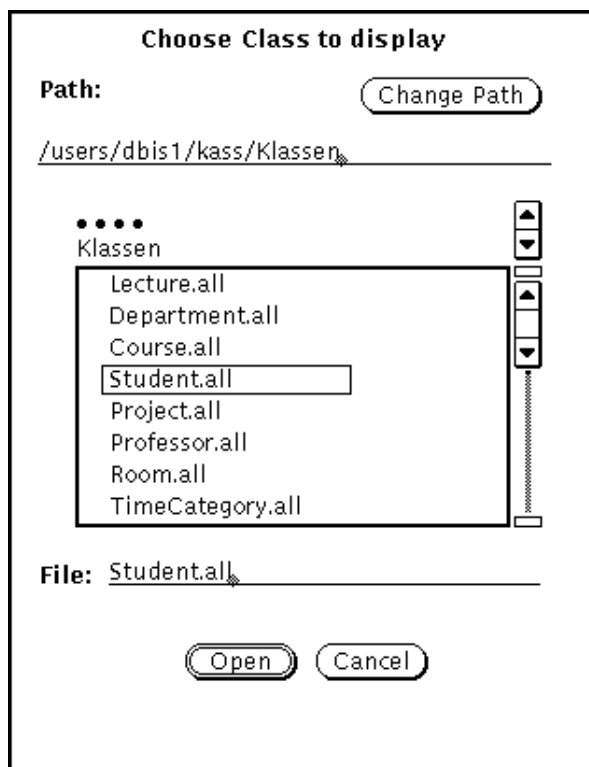 Choose Class to display
Path:
Change Path
/users/dbis1/kass/Klassen
Klassen
Lecture.all
Department.all
Course.all
Student.all
Project.all
Professor.all
Room.all
TimeCategory.all
File: Student.all
Open Cancel